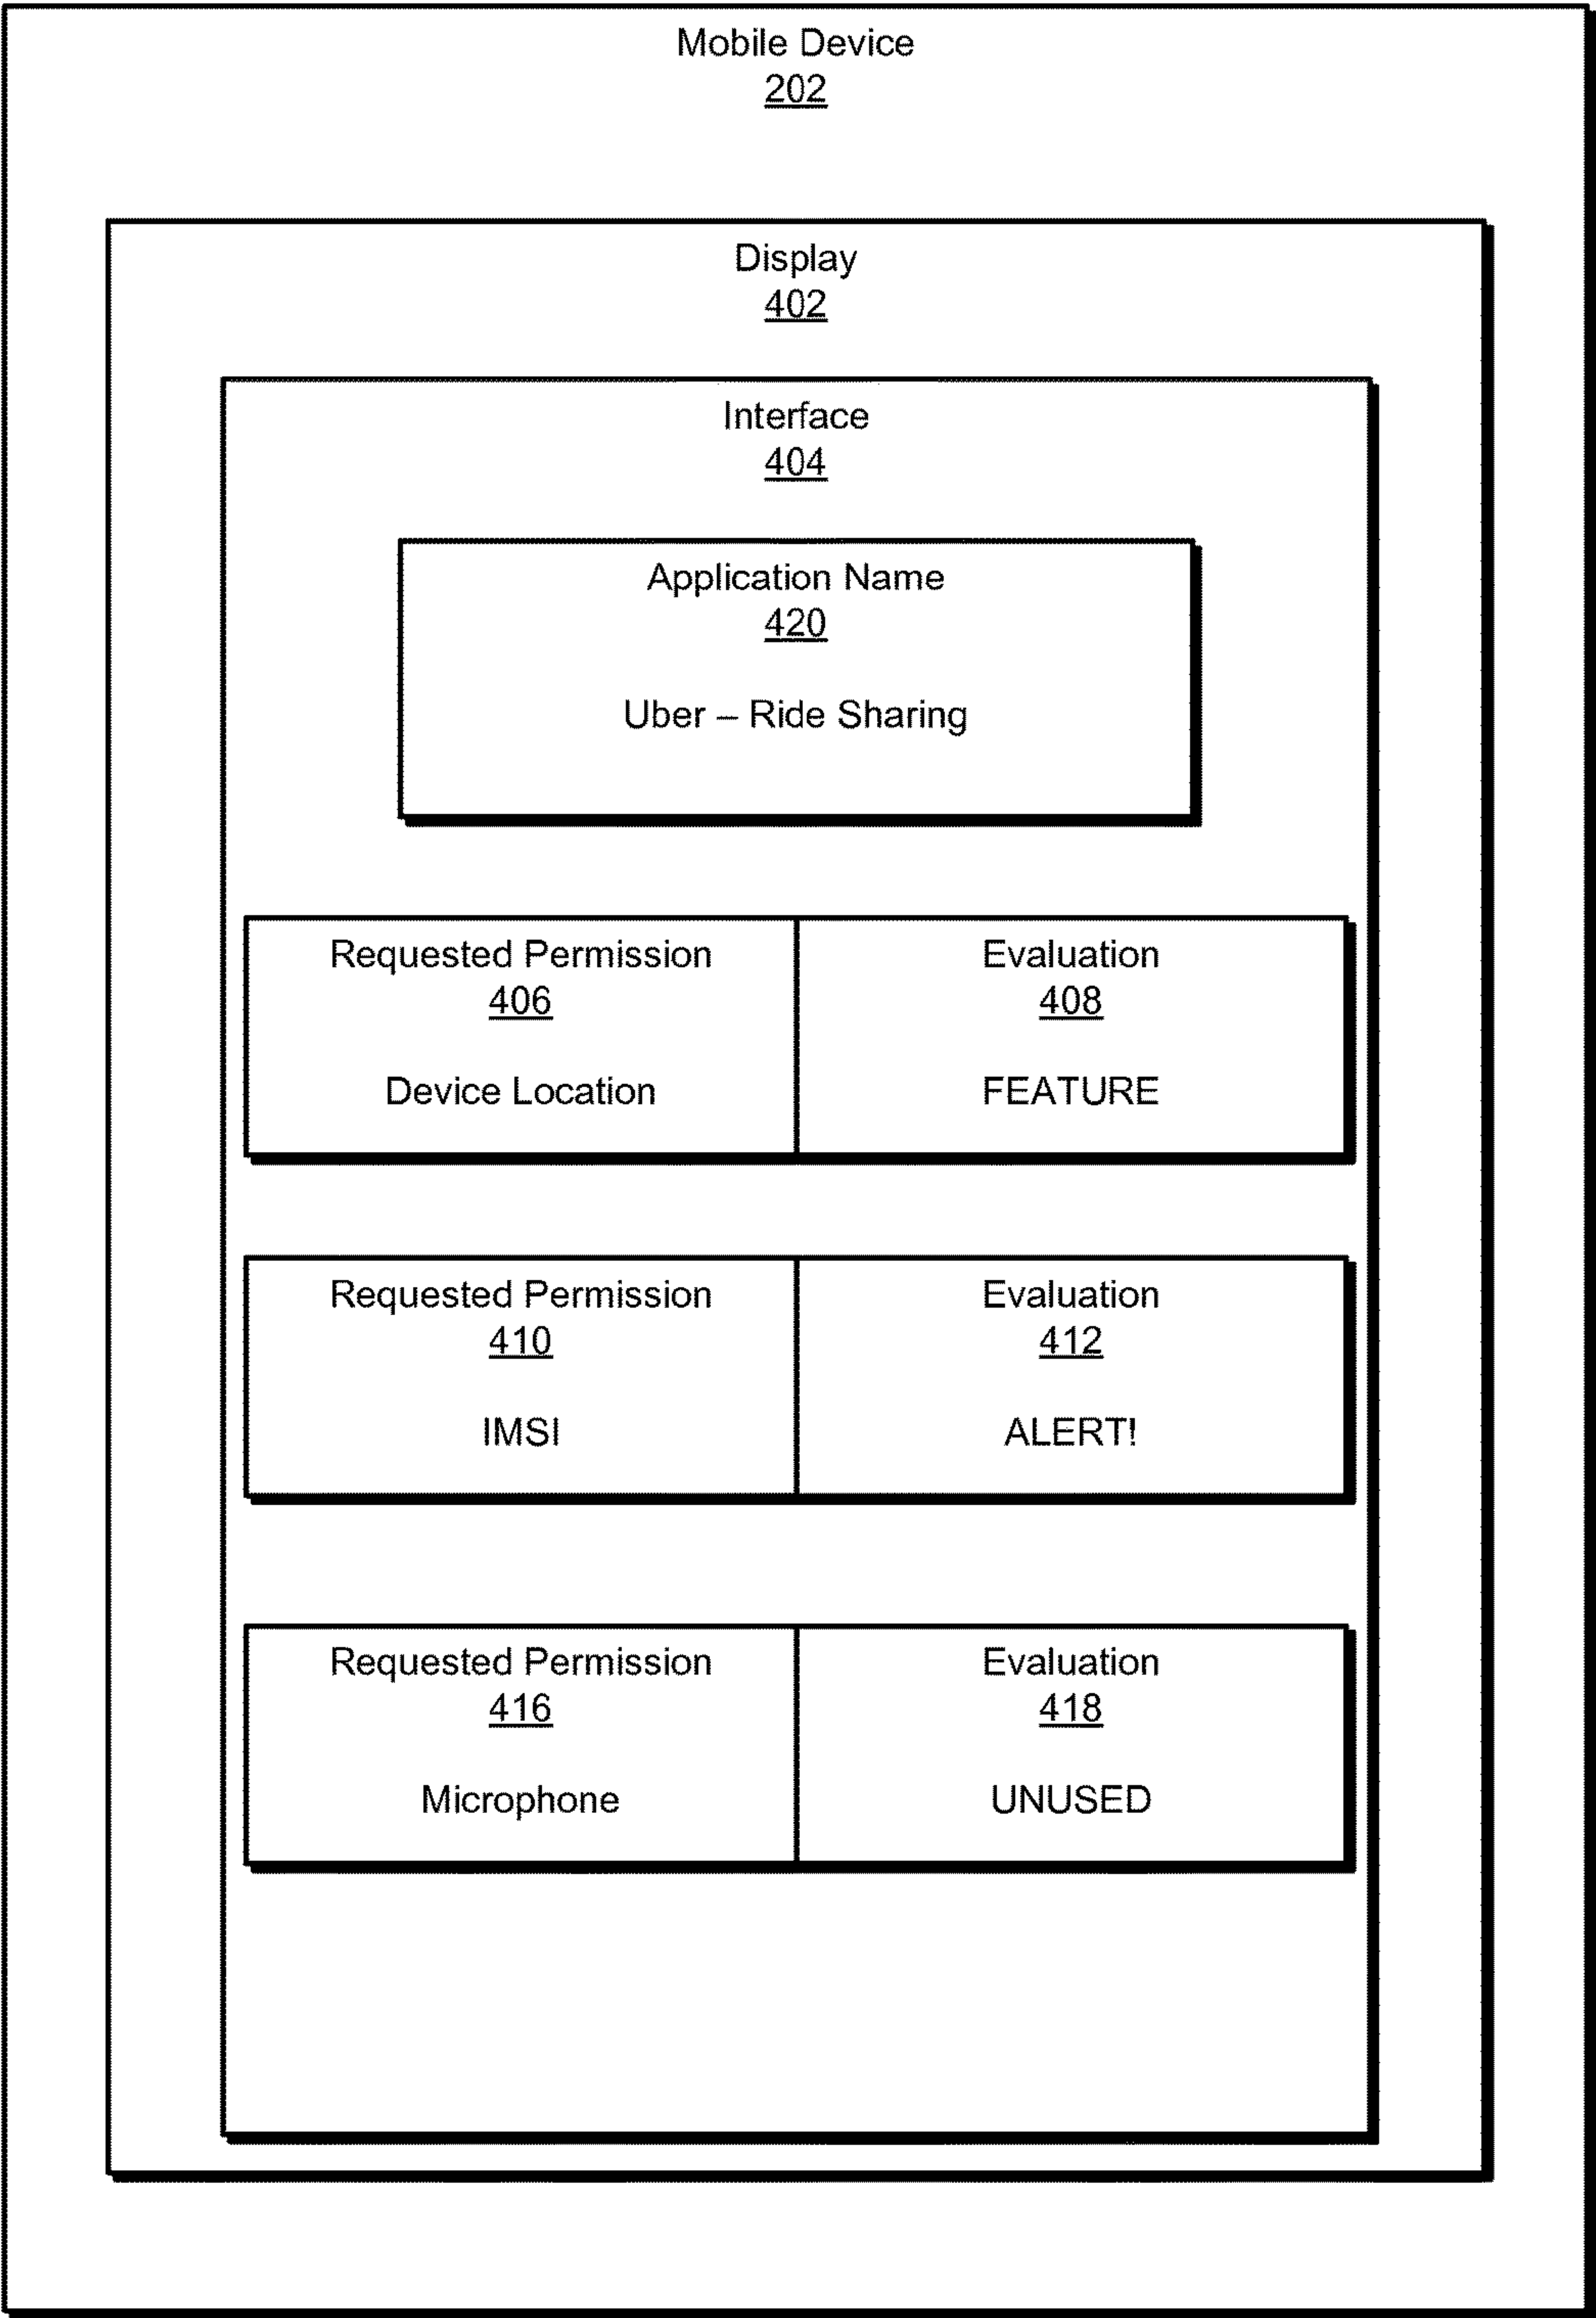 Mobile Device
202
Display
402
Interface
404
Application Name
420
Uber – Ride Sharing
Requested Permission
406
Device Location
Evaluation
408
FEATURE
Requested Permission
410
IMSI
Evaluation
412
ALERT!
Requested Permission
416
Microphone
Evaluation
418
UNUSED